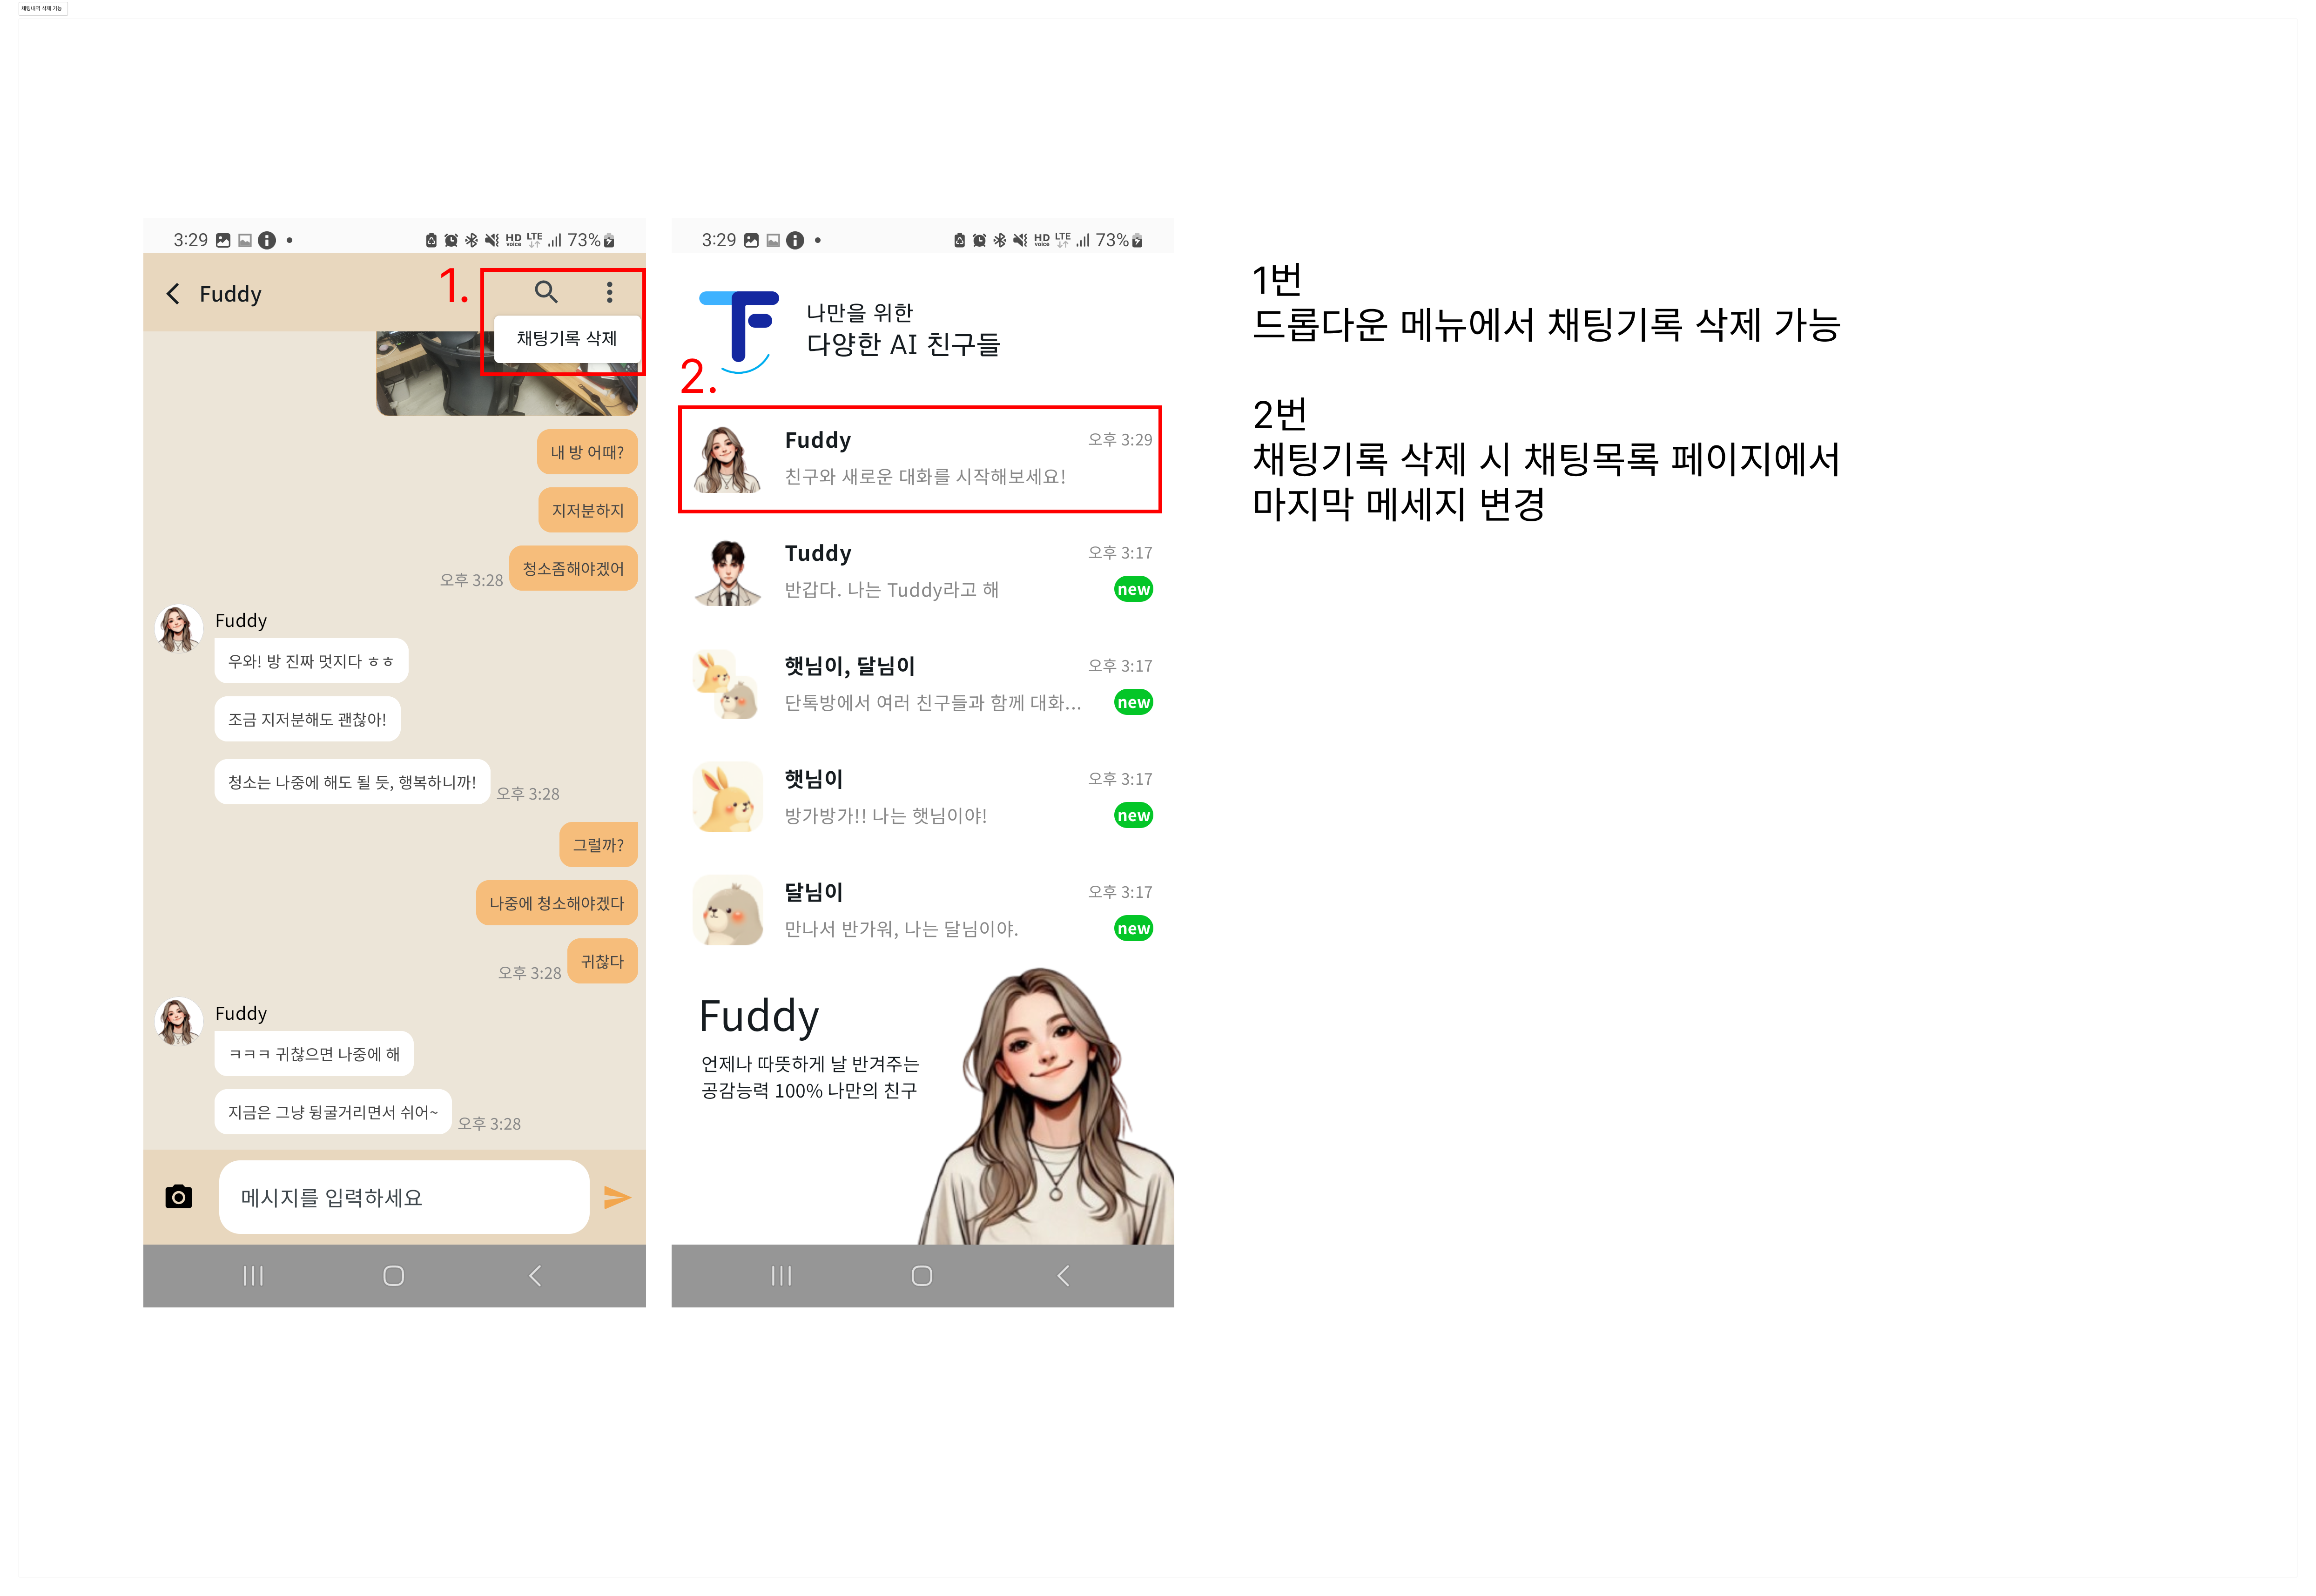 채팅내역 삭제 기능
3:29
HD voice LTE 73%
Fuddy
1.
채팅기록 삭제
내 방 어때?
지저분하지
청소좀해야겠어
오후 3:28
Fuddy
우와! 방 진짜 멋지다 ㅎㅎ
조금 지저분해도 괜찮아!
청소는 나중에 해도 될 듯, 행복하니까!
오후 3:28
그럴까?
나중에 청소해야겠다
귀찮다
오후 3:28
Fuddy
ㅋㅋㅋ 귀찮으면 나중에 해
지금은 그냥 뒹굴거리면서 쉬어~
오후 3:28
메시지를 입력하세요
3:29
HD voice LTE 73%
TF
나만을 위한
다양한 AI 친구들
2.
Fuddy
오후 3:29
친구와 새로운 대화를 시작해보세요!
Tuddy
오후 3:17
반갑다. 나는 Tuddy라고 해
new
햇님이, 달님이
오후 3:17
단톡방에서 여러 친구들과 함께 대화...
new
햇님이
오후 3:17
방가방가!! 나는 햇님이야!
new
달님이
오후 3:17
만나서 반가워, 나는 달님이야.
new
Fuddy
언제나 따뜻하게 날 반겨주는
공감능력 100% 나만의 친구
1번
드롭다운 메뉴에서 채팅기록 삭제 가능
2번
채팅기록 삭제 시 채팅목록 페이지에서
마지막 메세지 변경